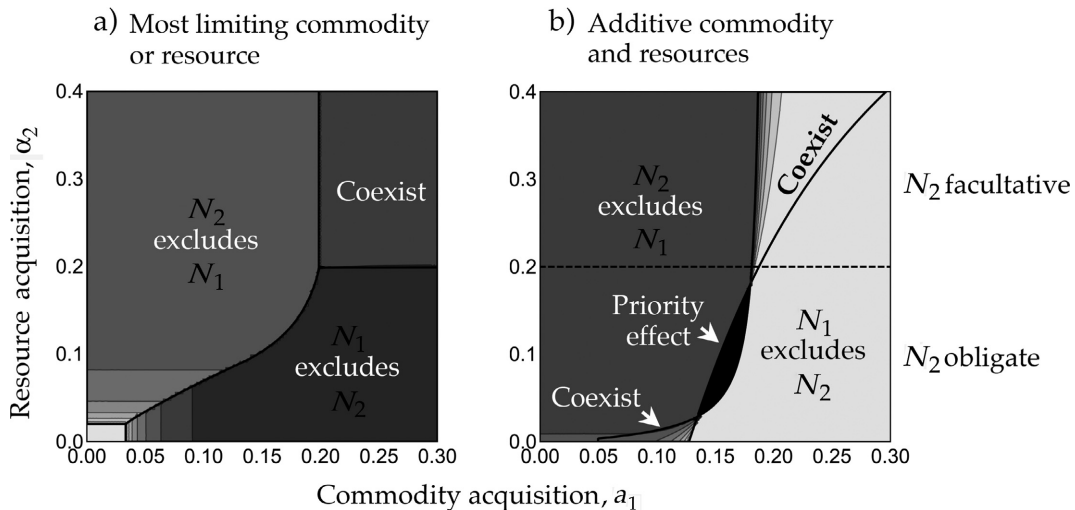 a) Most limiting commodity
or resource
b) Additive commodity
and resources
Resource acquisition, α₂
0.4
0.3
0.2
0.1
0.0
N₂
excludes
N₁
Coexist
N₁
excludes
N₂
0.00 0.05 0.10 0.15 0.20 0.25 0.30
0.4
0.3
0.2
0.1
0.0
N₂
excludes
N₁
Coexist
Priority
effect
Coexist
N₁
excludes
N₂
0.00 0.05 0.10 0.15 0.20 0.25 0.30
N₂ facultative
N₂ obligate
Commodity acquisition, a₁